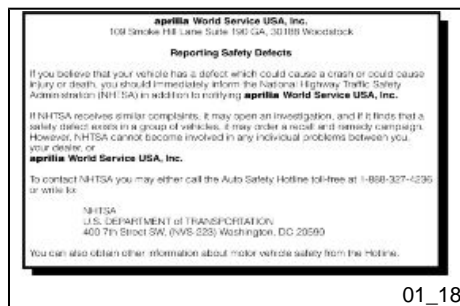 aprilia World Service USA, Inc.
109 Smoke Hill Lane Suite 190 GA, 30188 Woodstock
Reporting Safety Defects
If you believe that your vehicle has a defect which could cause a crash or could cause
injury or death, you should immediately inform the National Highway Traffic Safety
Administration (NHTSA) in addition to notifying aprilia World Service USA, Inc.
If NHTSA receives similar complaints, it may open an investigation, and if it finds that a
safety defect exists in a group of vehicles, it may order a recall and remedy campaign.
However, NHTSA cannot become involved in any individual problems between you,
your dealer, or
aprilia World Service USA, Inc.
To contact NHTSA you may either call the Auto Safety Hotline toll-free at 1-888-327-4236
or write to:
NHTSA
U.S. DEPARTMENT of TRANSPORTATION
400 7th Street SW, (NVS-223) Washington, DC 20590
You can also obtain other information about motor vehicle safety from the Hotline.
01_18